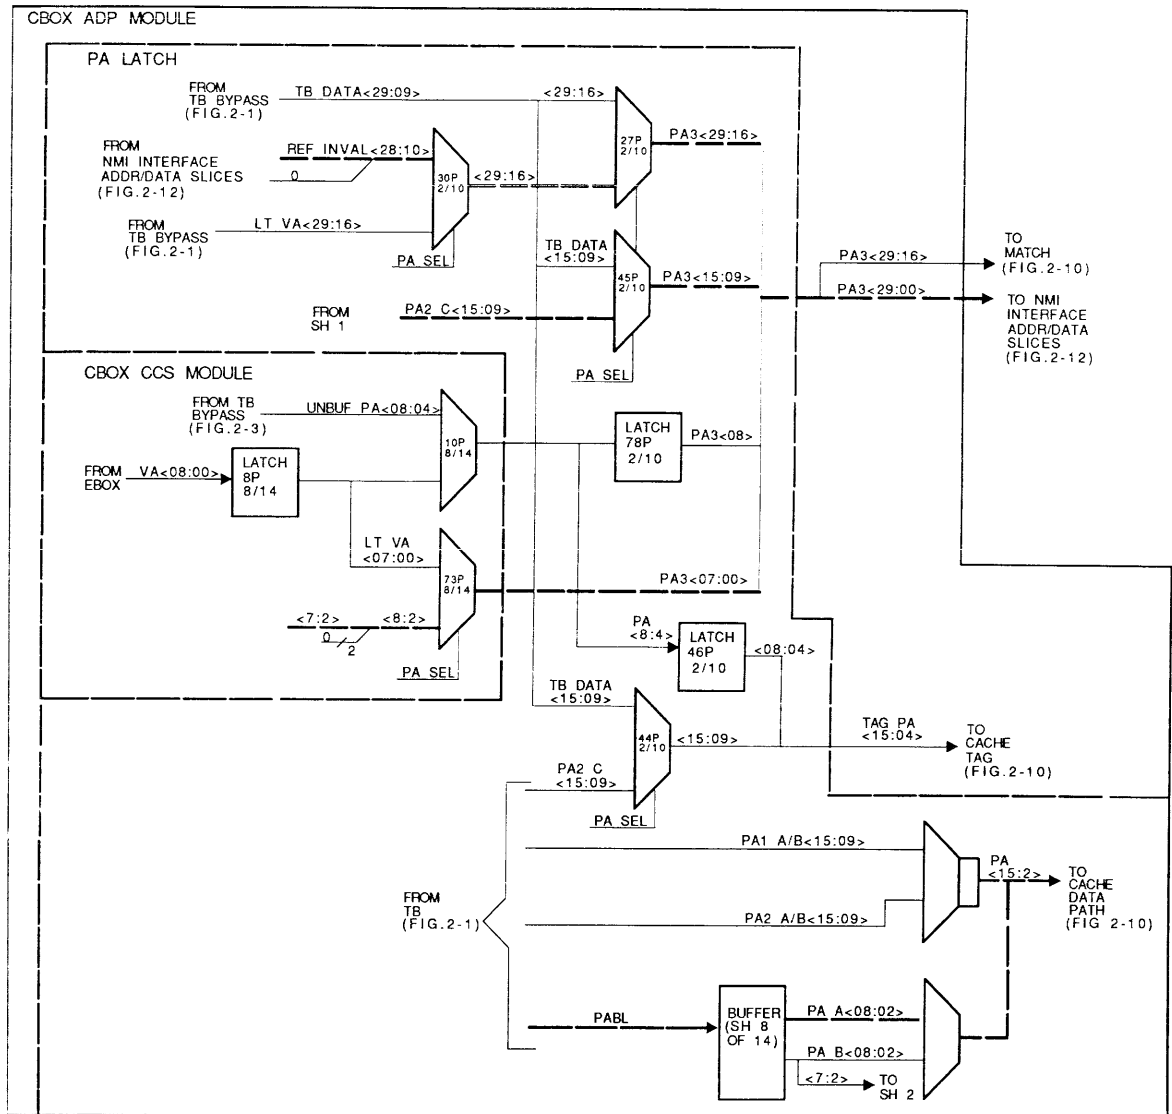 CBOX ADP MODULE
PA LATCH
FROM
TB BYPASS
(FIG.2-1)
TB DATA<29:09>
<29:16>
27P
2/10
PA3<29:16>
FROM
NMI INTERFACE
ADDR/DATA SLICES
(FIG.2-12)
REF INVAL<28:10>
0
30P
2/10
<29:16>
FROM
TB BYPASS
(FIG.2-1)
LT VA<29:16>
PA SEL
TB DATA
<15:09>
45P
2/10
PA3<15:09>
FROM
SH 1
PA2 C<15:09>
PA SEL
PA3<29:16>
TO
MATCH
(FIG.2-10)
PA3<29:00>
TO NMI
INTERFACE
ADDR/DATA
SLICES
(FIG.2-12)
CBOX CCS MODULE
FROM TB
BYPASS
(FIG.2-3)
UNBUF PA<08:04>
10P
8/14
LATCH
78P
2/10
PA3<08>
FROM
EBOX
VA<08:00>
LATCH
8P
8/14
LT VA
<07:00>
73P
8/14
PA3<07:00>
<7:2>
<8:2>
0
2
PA SEL
PA
<8:4>
LATCH
46P
2/10
<08:04>
TB DATA
<15:09>
44P
2/10
<15:09>
TAG PA
<15:04>
TO
CACHE
TAG
(FIG.2-10)
PA2 C
<15:09>
PA SEL
PA1 A/B<15:09>
PA
<15:2>
TO
CACHE
DATA
PATH
(FIG 2-10)
FROM
TB
(FIG.2-1)
PA2 A/B<15:09>
PABL
BUFFER
(SH 8
OF 14)
PA A<08:02>
PA B<08:02>
<7:2>
TO
SH 2